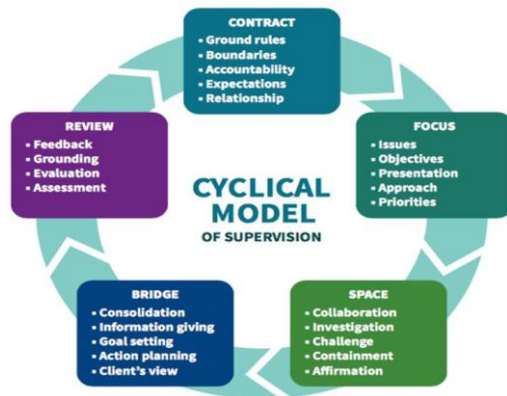 CONTRACT
▪ Ground rules
▪ Boundaries
▪ Accountability
▪ Expectations
▪ Relationship
REVIEW
▪ Feedback
▪ Grounding
▪ Evaluation
▪ Assessment
FOCUS
▪ Issues
▪ Objectives
▪ Presentation
▪ Approach
▪ Priorities
CYCLICAL
MODEL
OF SUPERVISION
BRIDGE
▪ Consolidation
▪ Information giving
▪ Goal setting
▪ Action planning
▪ Client's view
SPACE
▪ Collaboration
▪ Investigation
▪ Challenge
▪ Containment
▪ Affirmation